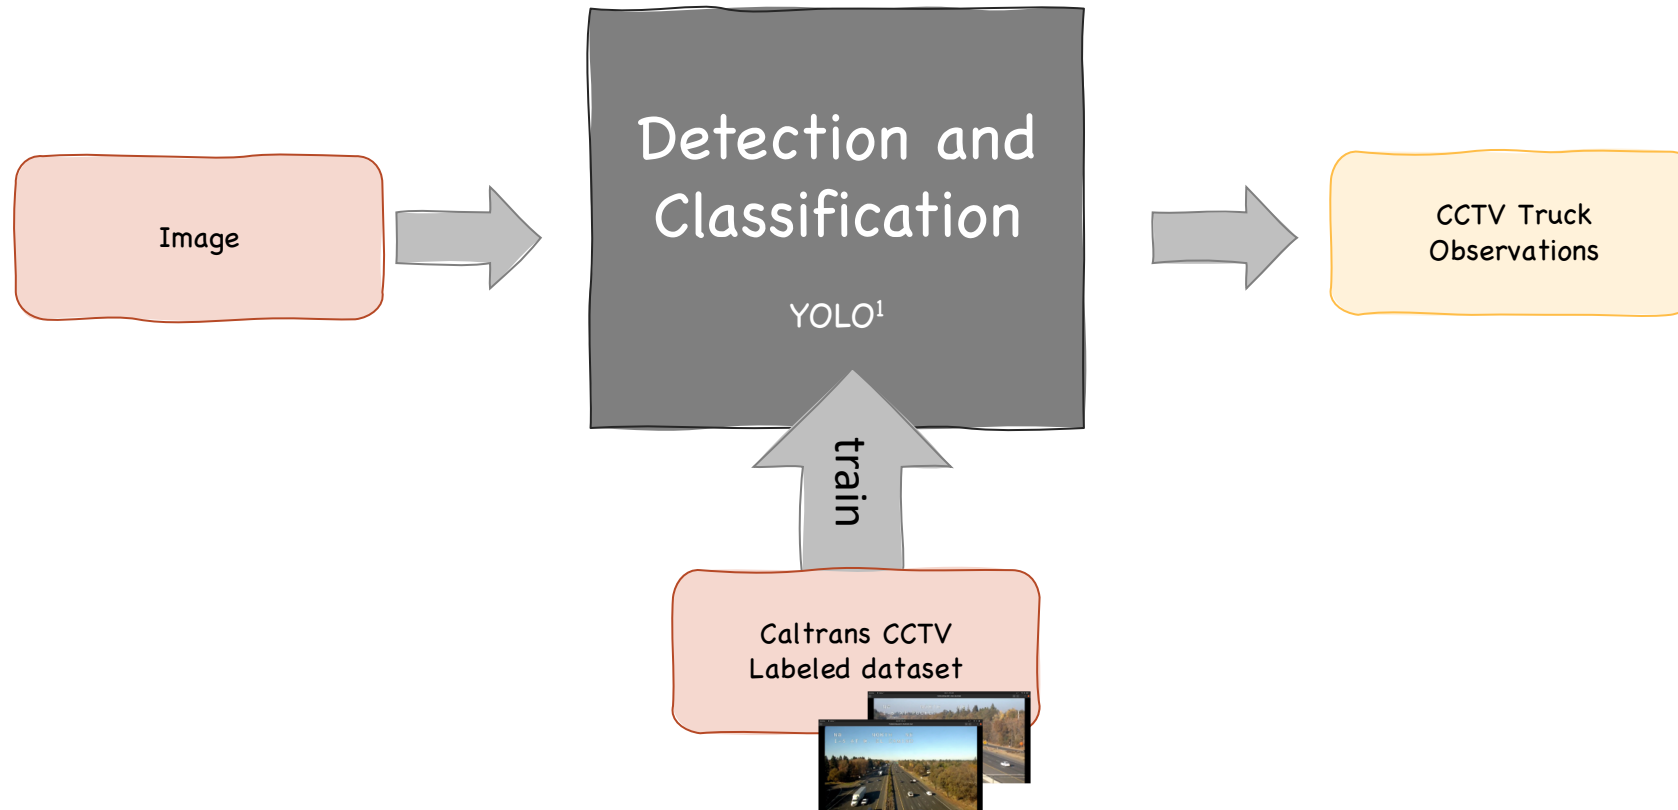 Image
Detection and
Classification
YOLO¹
CCTV Truck
Observations
train
Caltrans CCTV
Labeled dataset